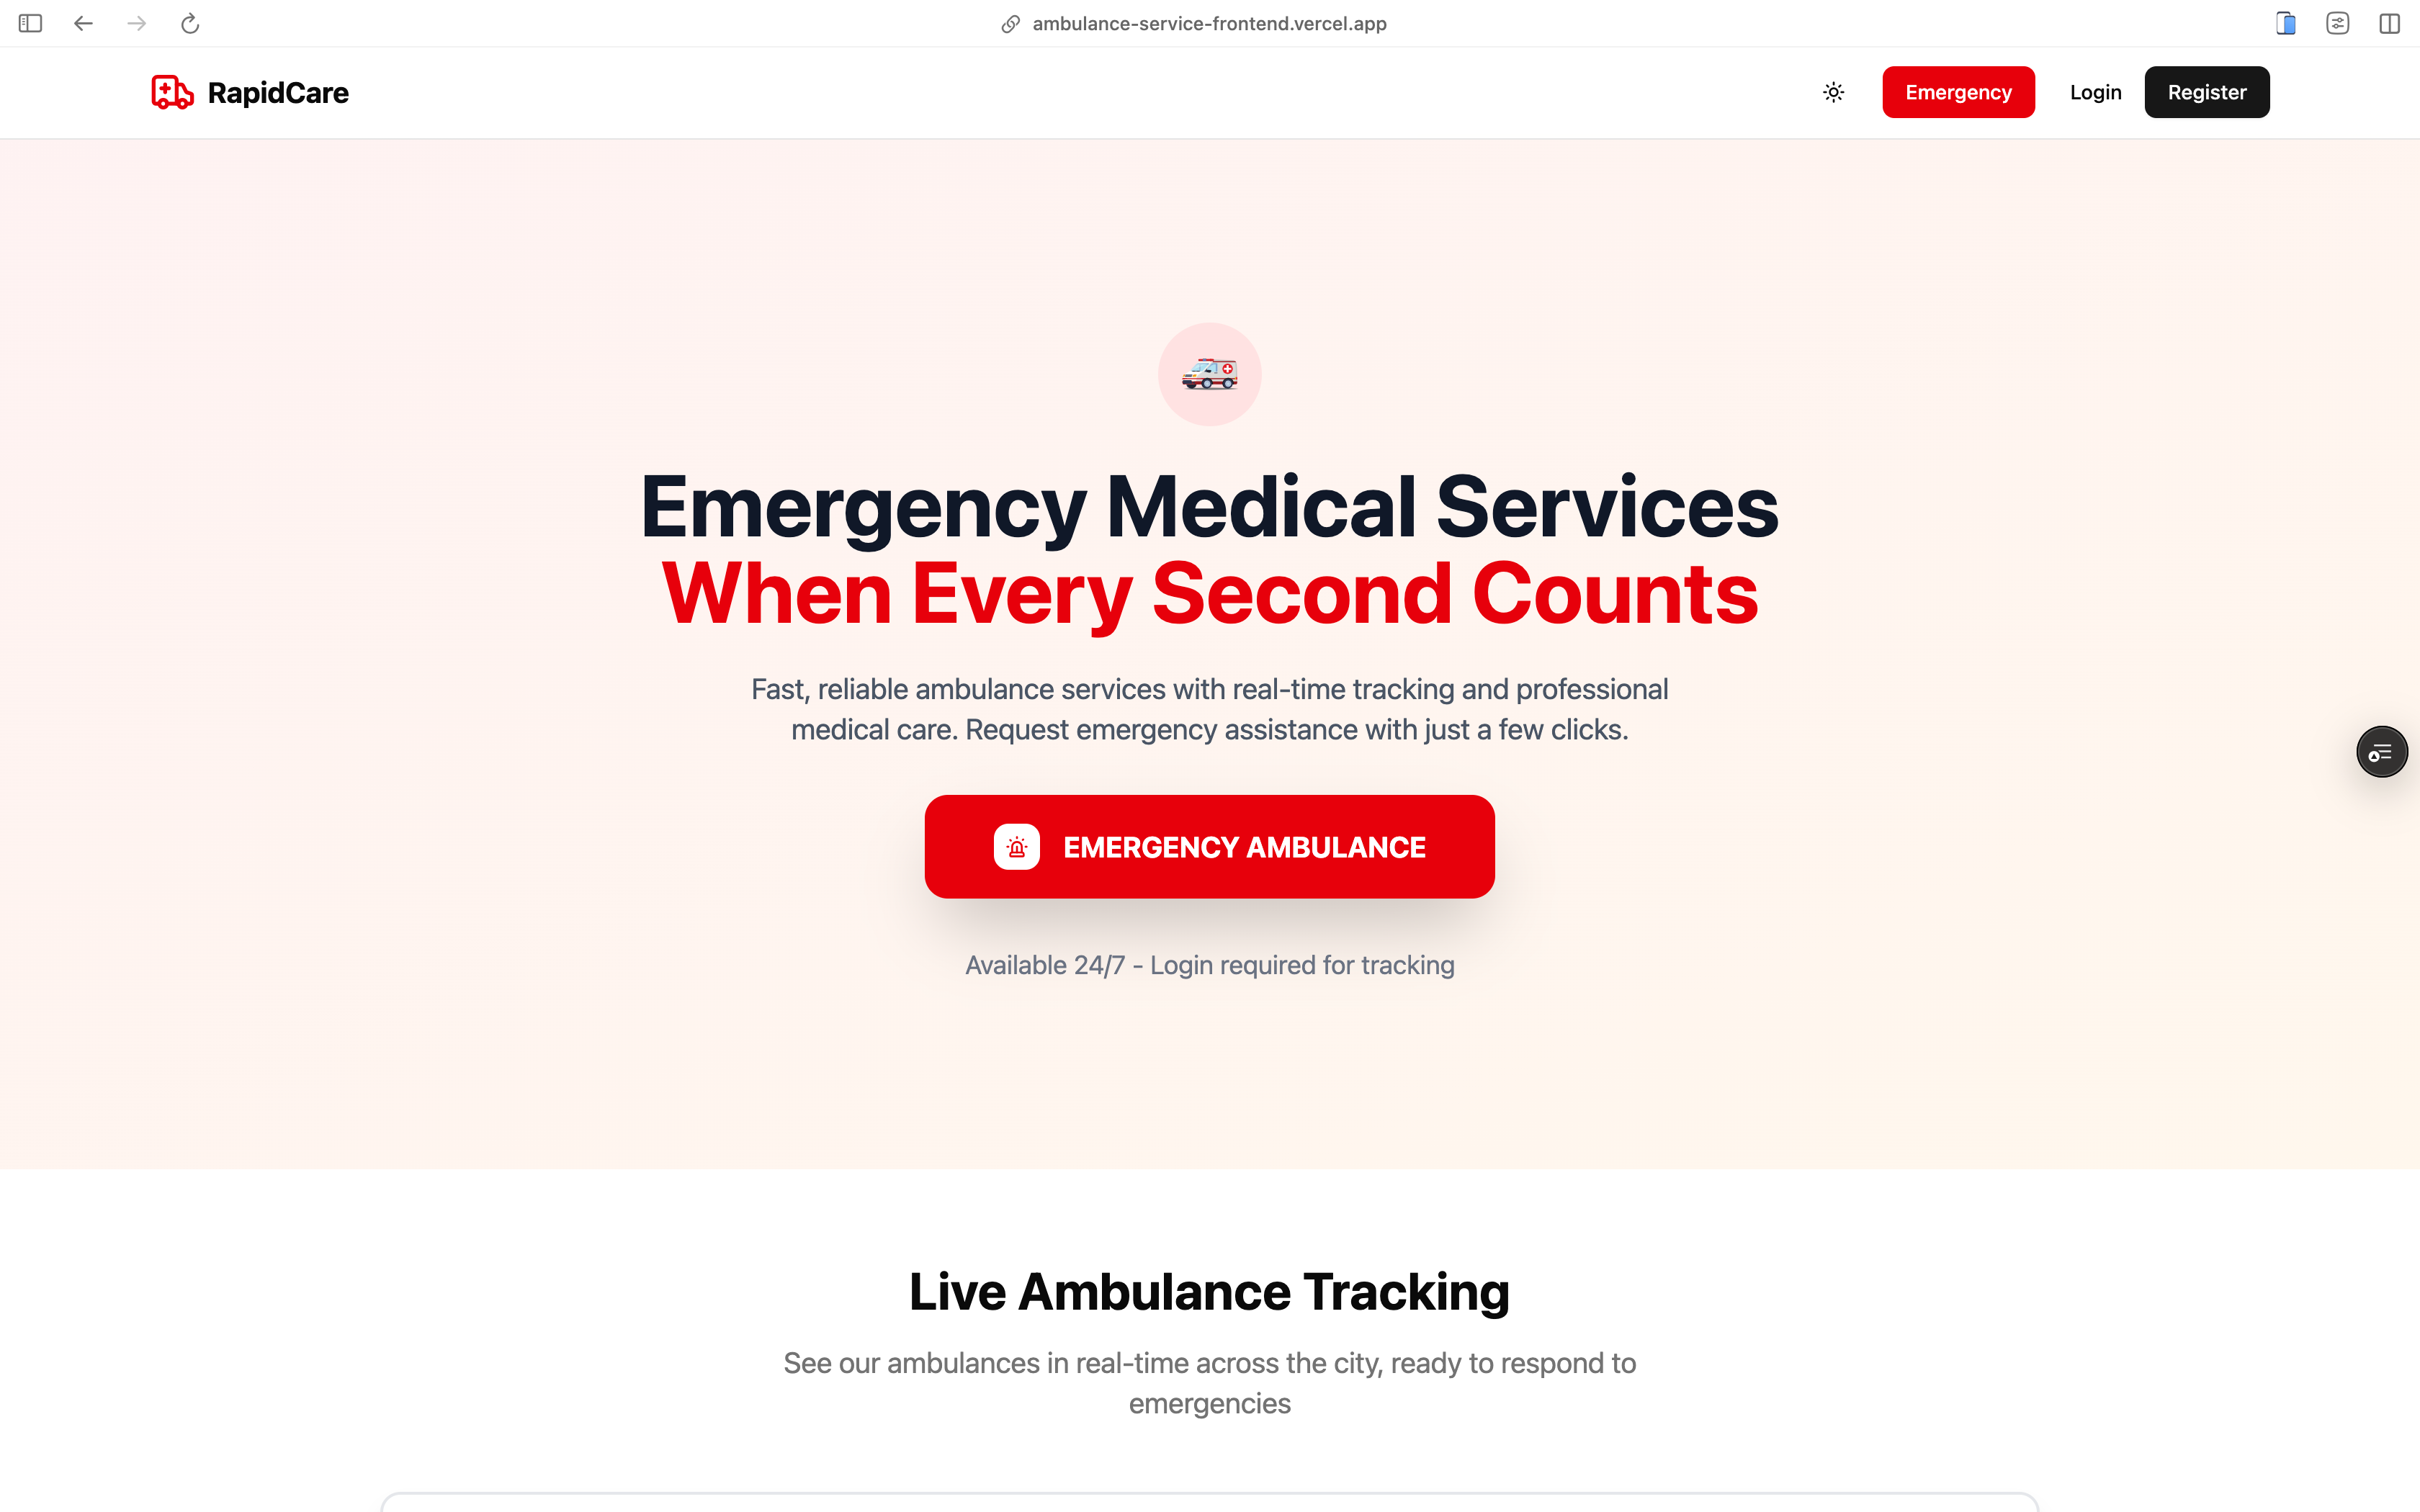 ambulance-service-frontend.vercel.app
RapidCare
Emergency
Login
Register
Emergency Medical Services
When Every Second Counts
Fast, reliable ambulance services with real-time tracking and professional
medical care. Request emergency assistance with just a few clicks.
EMERGENCY AMBULANCE
Available 24/7 - Login required for tracking
Live Ambulance Tracking
See our ambulances in real-time across the city, ready to respond to
emergencies